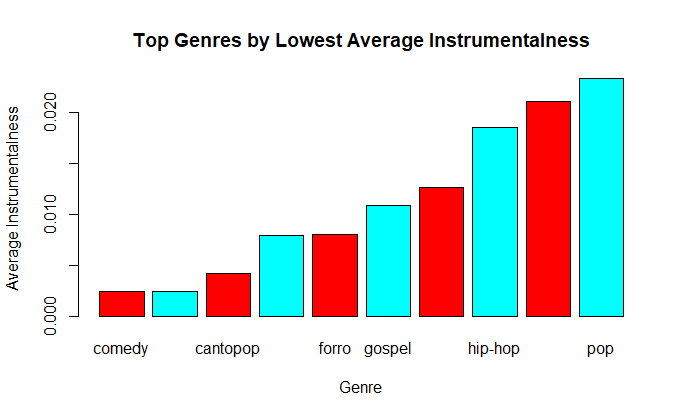 Top Genres by Lowest Average Instrumentalness
Average Instrumentalness
0.020
0.010
0.000
comedy cantopop forro gospel hip-hop pop
Genre